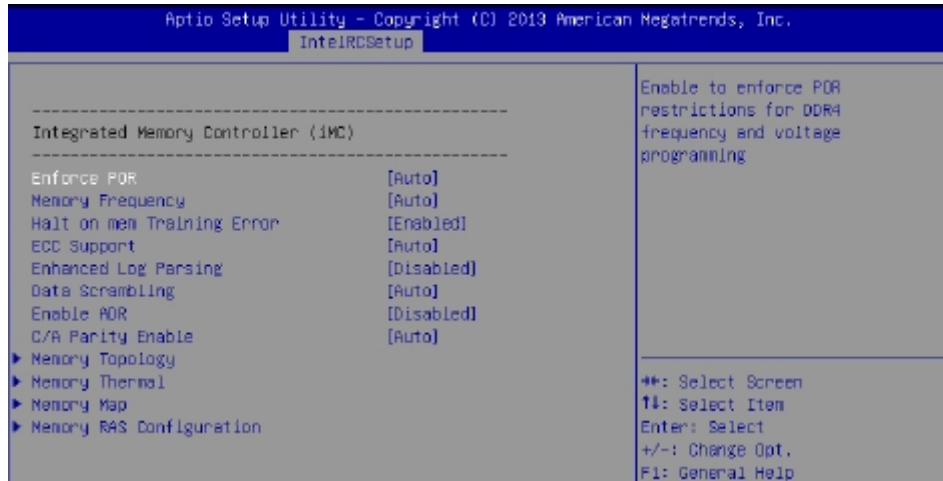 Aptio Setup Utility – Copyright (C) 2013 American Megatrends, Inc.
IntelRCSetup
Integrated Memory Controller (iMC)
Enforce POR [Auto]
Memory Frequency [Auto]
Halt on mem Training Error [Enabled]
ECC Support [Auto]
Enhanced Log Parsing [Disabled]
Data Scrambling [Auto]
Enable ADR [Disabled]
C/A Parity Enable [Auto]
Memory Topology
Memory Thermal
Memory Map
Memory RAS Configuration
Enable to enforce POR
restrictions for DDR4
frequency and voltage
programming
→←: Select Screen
↑↓: Select Item
Enter: Select
+/-: Change Opt.
F1: General Help